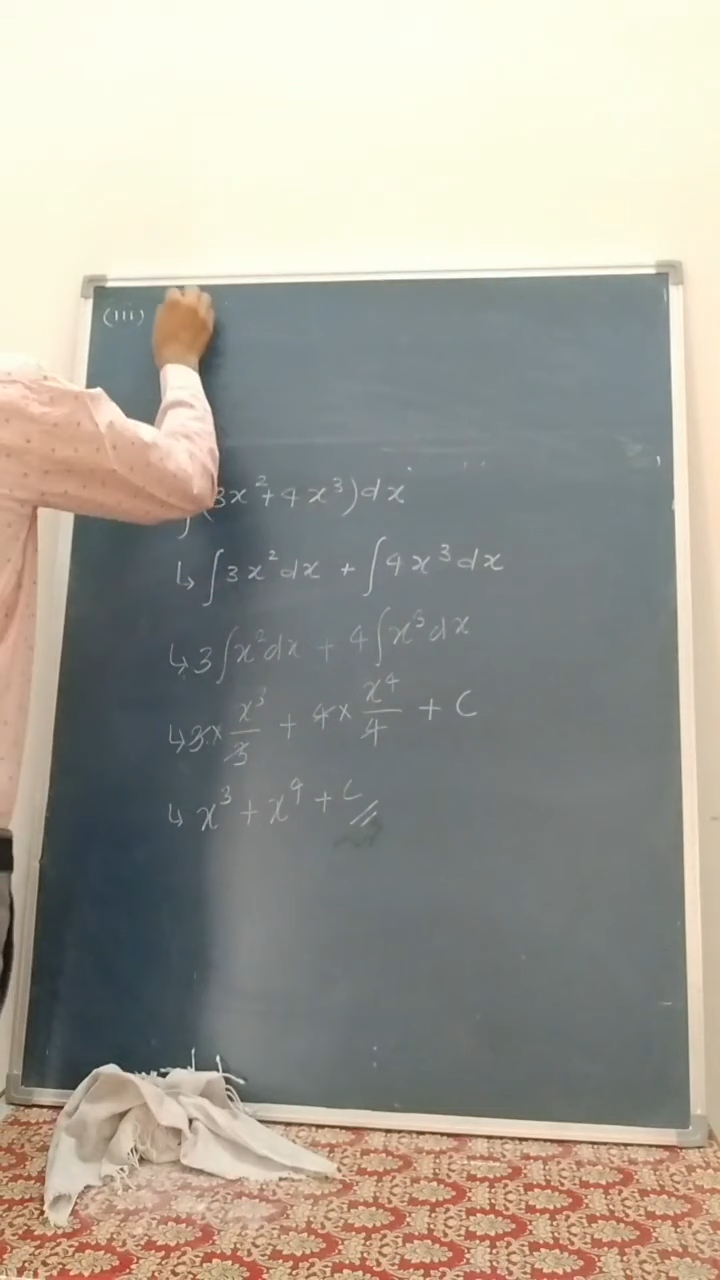 (iii)
∫(3x²+4x³)dx
↳ ∫3x²dx + ∫4x³dx
↳ 3∫x²dx + 4∫x³dx
↳ 3× x³/3 + 4× x⁴/4 + C
↳ x³ + x⁴ + C